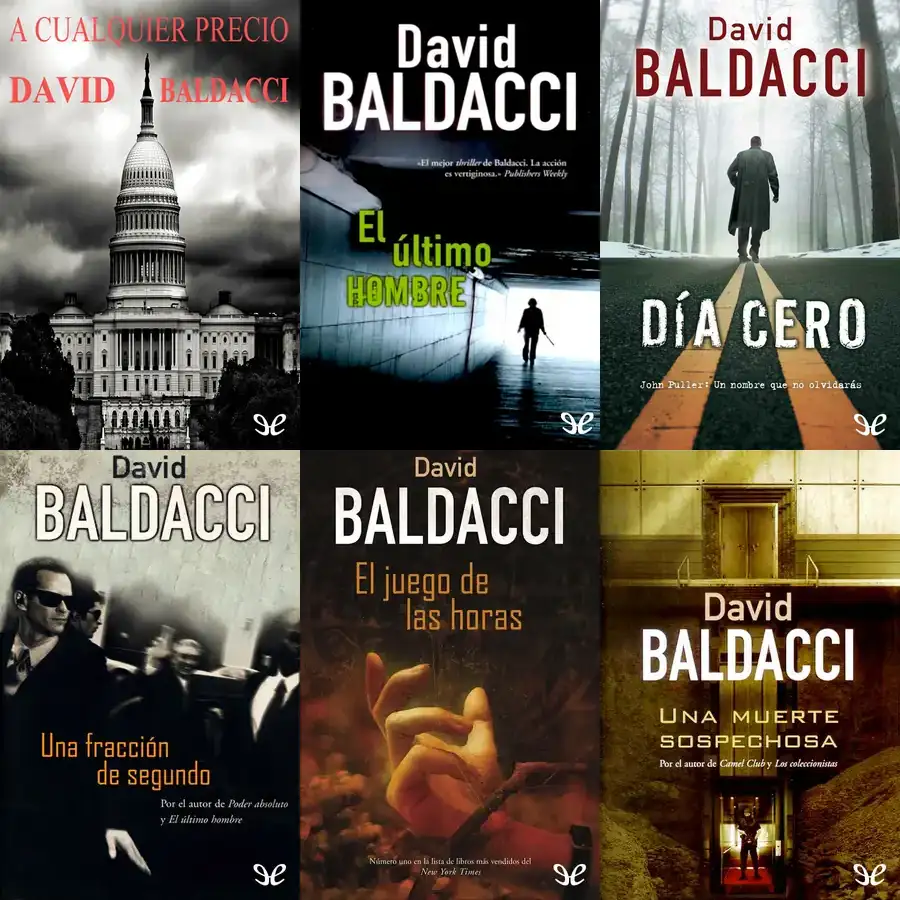 A CUALQUIER PRECIO
DAVID BALDACCI
David
BALDACCI
«El mejor thriller de Baldacci. La acción
es vertiginosa.» Publishers Weekly
El
último
HOMBRE
David
BALDACCI
DÍA CERO
John Puller: Un nombre que no olvidarás
David
BALDACCI
Una fracción
de segundo
Por el autor de Poder absoluto
y El último hombre
David
BALDACCI
El juego de
las horas
Número uno en la lista de libros más vendidos del
New York Times
David
BALDACCI
UNA MUERTE
SOSPECHOSA
Por el autor de Camel Club y Los coleccionistas